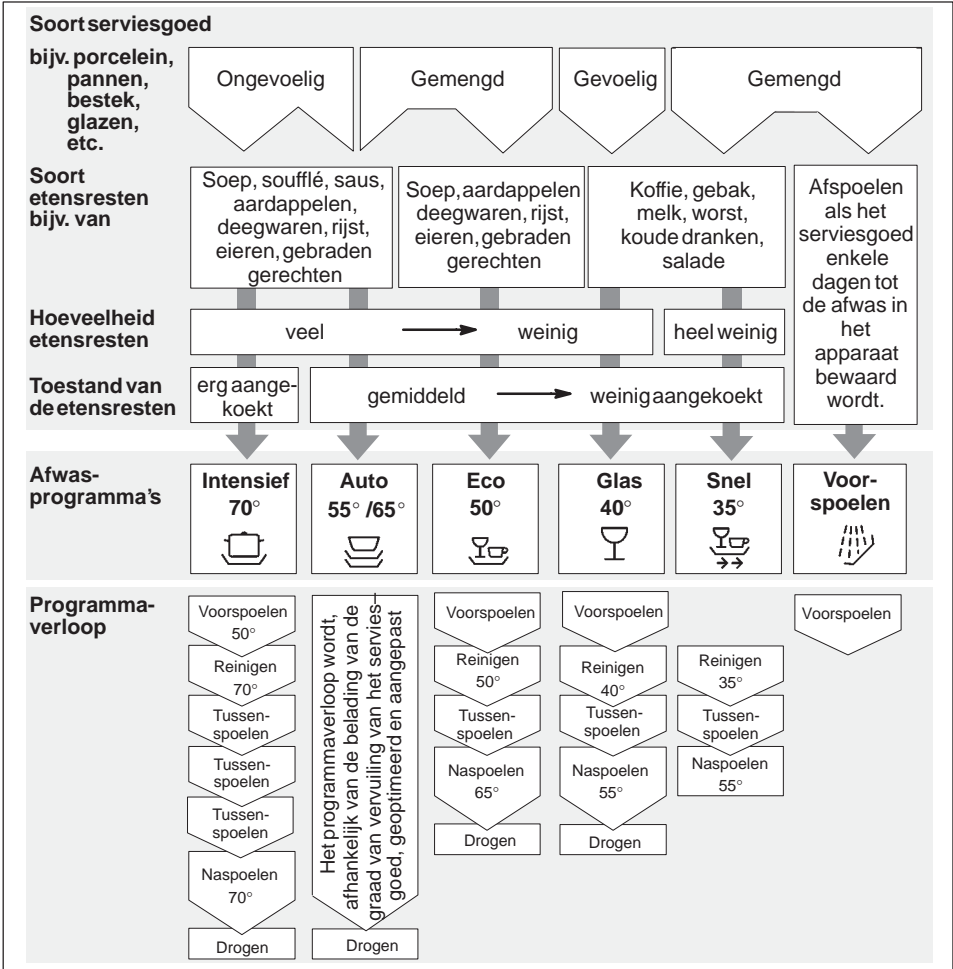 Soort serviesgoed
bijv. porcelein,
pannen,
bestek,
glazen,
etc.
Ongevoelig
Gemengd
Gevoelig
Gemengd
Soort
etensresten
bijv. van
Soep, soufflé, saus,
aardappelen,
deegwaren, rijst,
eieren, gebraden
gerechten
Soep, aardappelen
deegwaren, rijst,
eieren, gebraden
gerechten
Koffie, gebak,
melk, worst,
koude dranken,
salade
Afspoelen
als het
serviesgoed
enkele
dagen tot
de afwas in
het
apparaat
bewaard
wordt.
Hoeveelheid
etensresten
veel
weinig
heel weinig
Toestand van
de etensresten
erg aange-
koekt
gemiddeld
weinig aangekoekt
Afwas-
programma's
Intensief
70°
Auto
55° /65°
Eco
50°
Glas
40°
Snel
35°
Voor-
spoelen
Programma-
verloop
Voorspoelen
50°
Reinigen
70°
Tussen-
spoelen
Tussen-
spoelen
Tussen-
spoelen
Naspoelen
70°
Drogen
Het programmaverloop wordt,
afhankelijk van de belading van de
graad van vervuiling van het servies–
goed, geoptimeerd en aangepast
Drogen
Voorspoelen
Reinigen
50°
Tussen-
spoelen
Naspoelen
65°
Drogen
Voorspoelen
Reinigen
40°
Tussen-
spoelen
Naspoelen
55°
Drogen
Reinigen
35°
Tussen-
spoelen
Naspoelen
55°
Voorspoelen